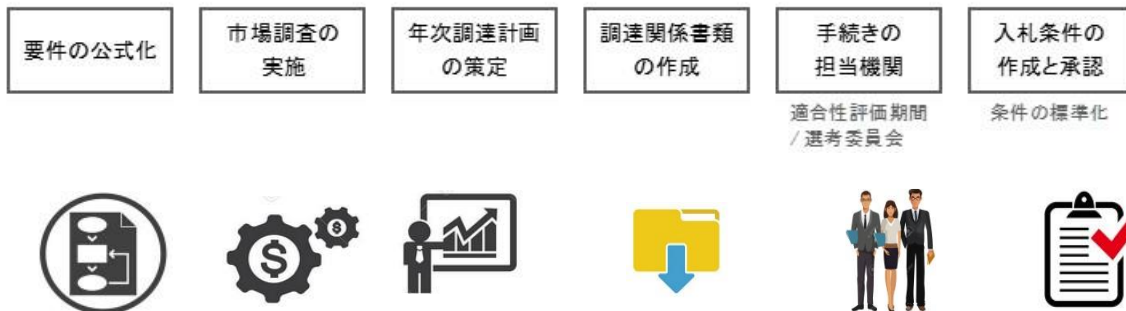 要件の公式化
市場調査の
実施
年次調達計画
の策定
調達関係書類
の作成
手続きの
担当機関
入札条件の
作成と承認
適合性評価期間
/ 選考委員会
条件の標準化
$
$